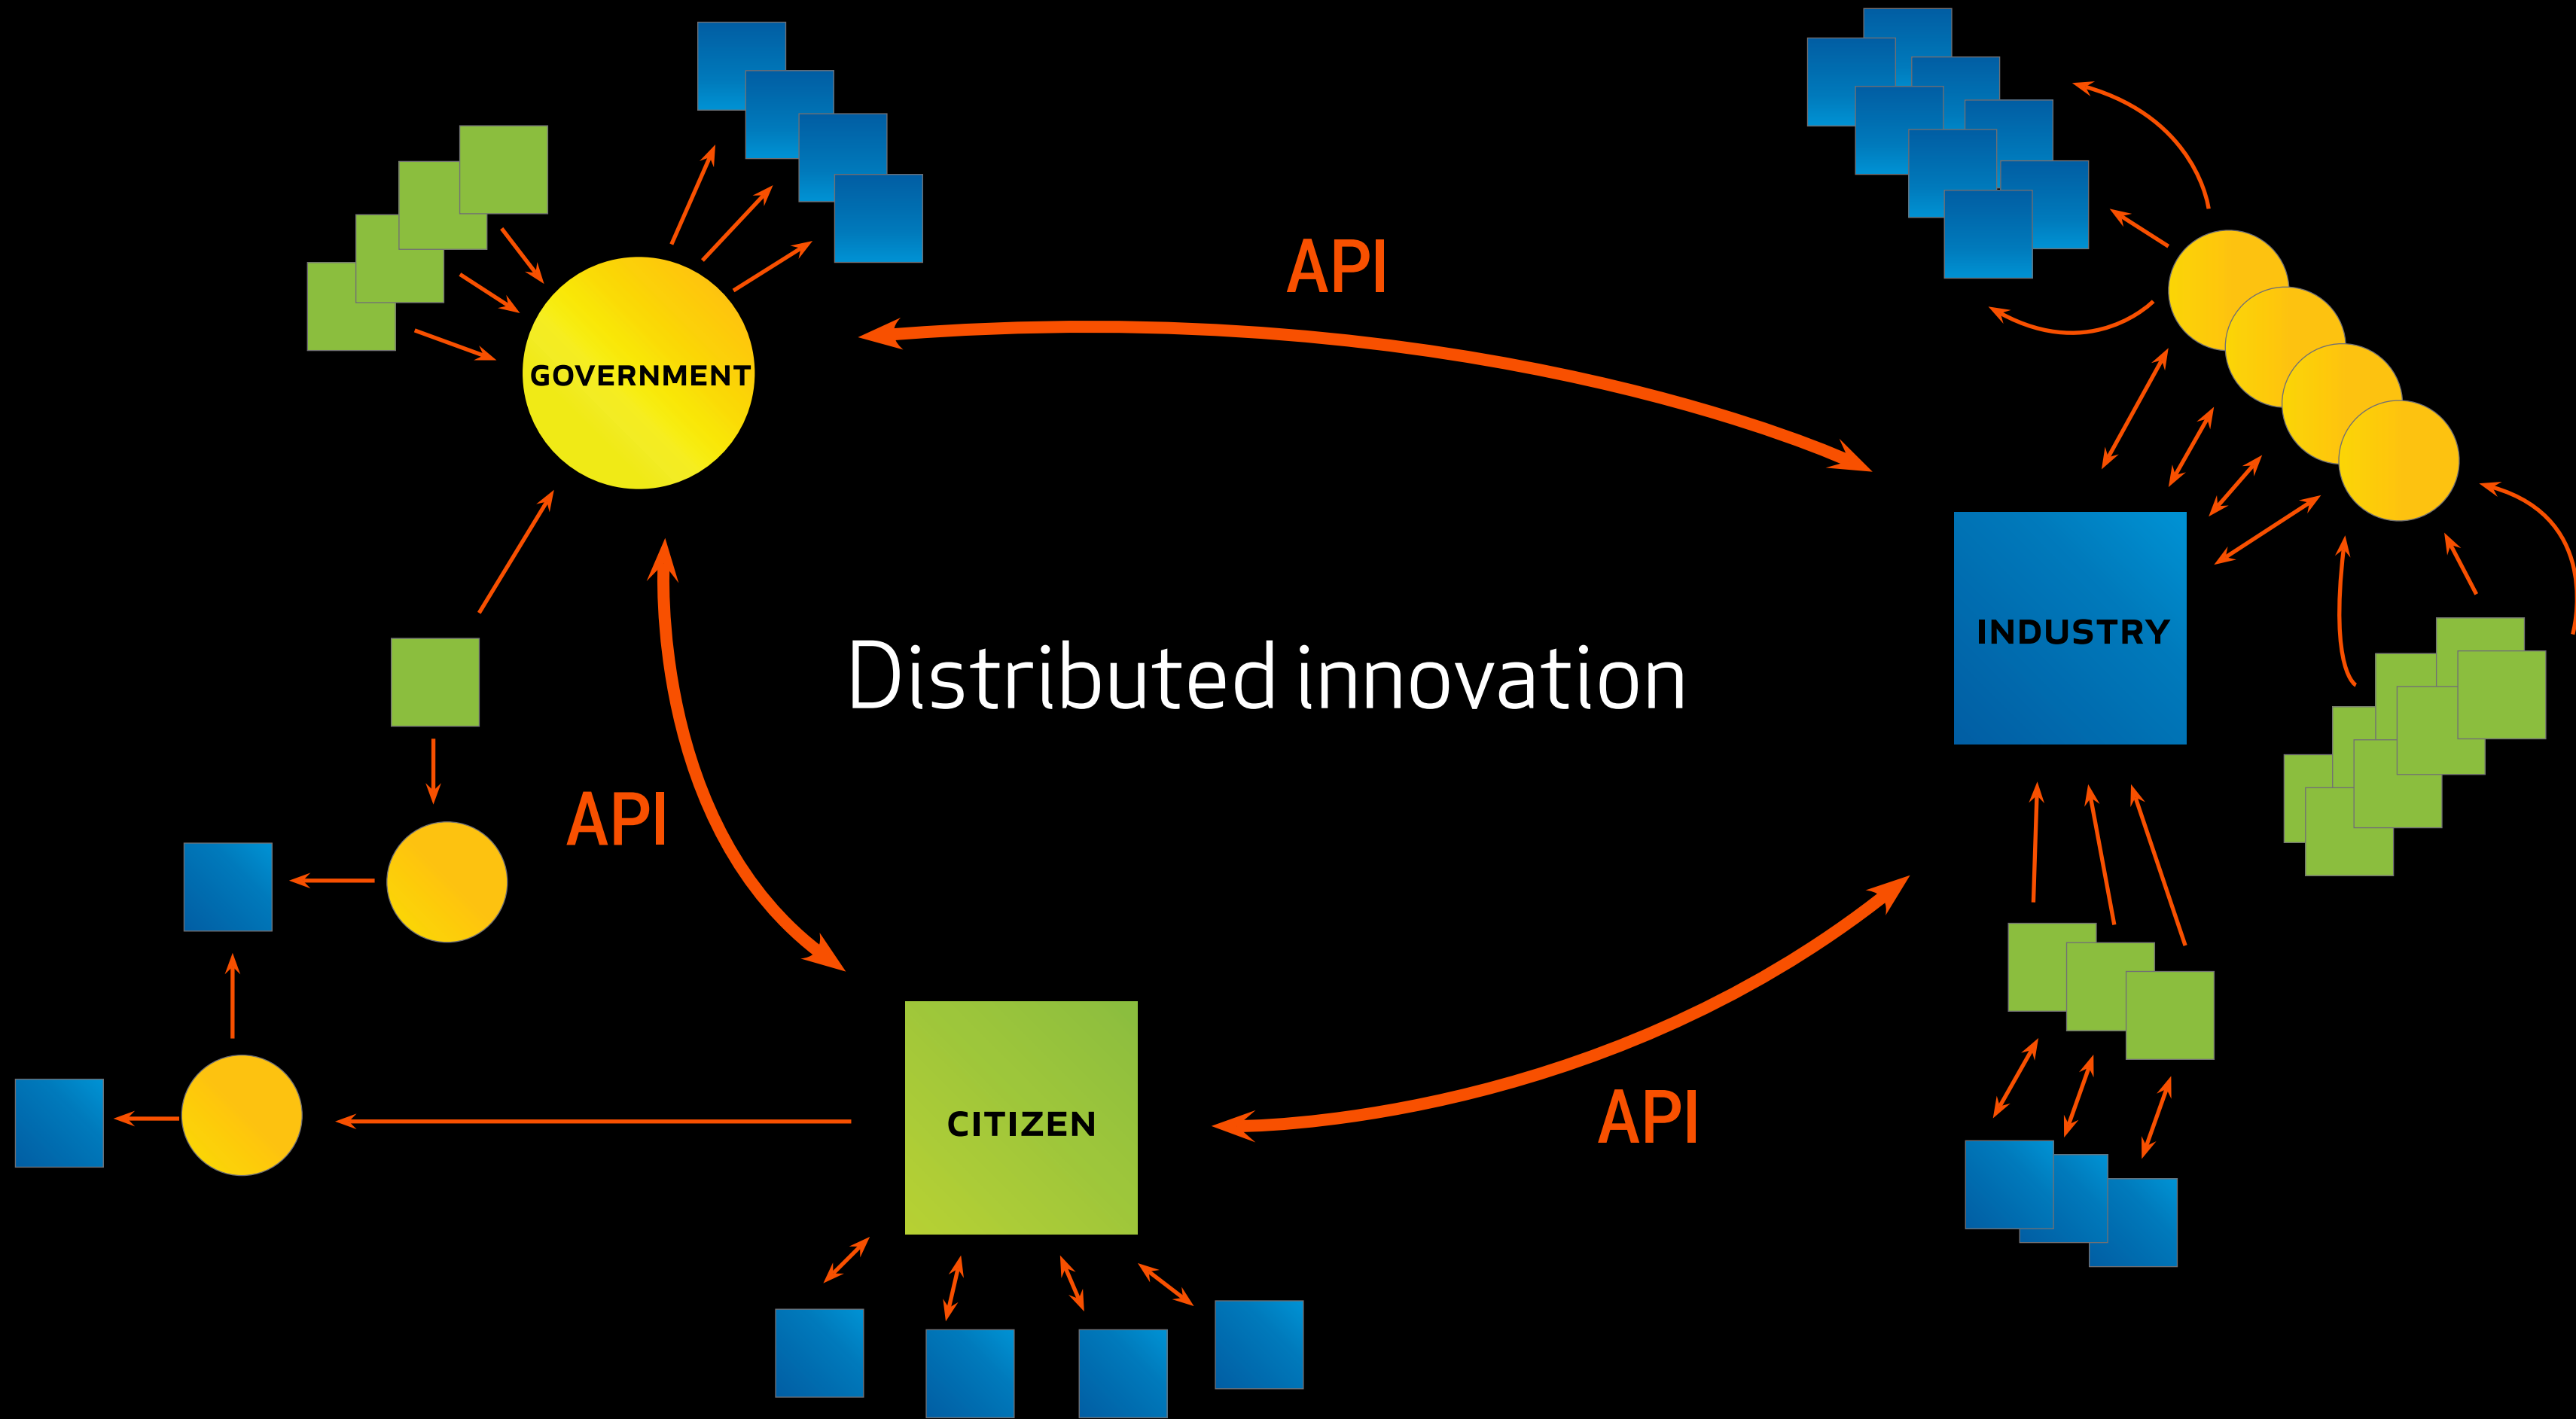 API
GOVERNMENT
INDUSTRY
Distributed innovation
API
CITIZEN
API